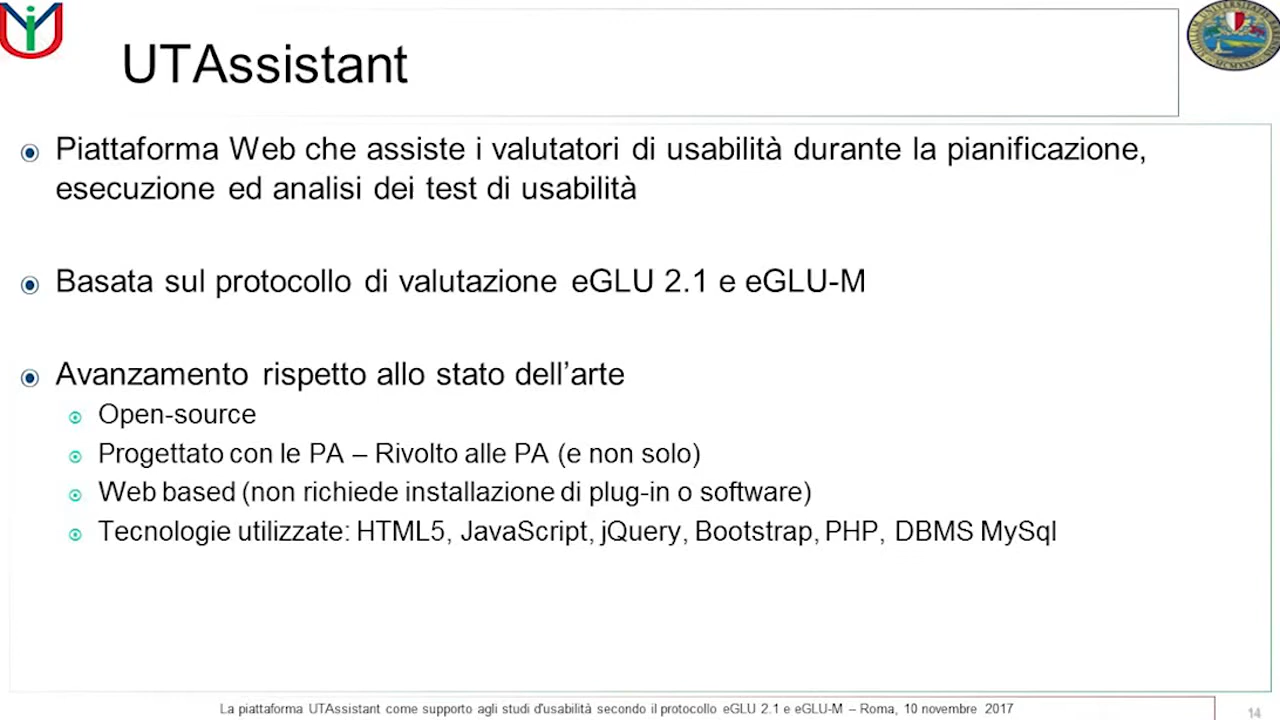 UTAssistant
Piattaforma Web che assiste i valutatori di usabilità durante la pianificazione,
esecuzione ed analisi dei test di usabilità
Basata sul protocollo di valutazione eGLU 2.1 e eGLU-M
Avanzamento rispetto allo stato dell’arte
Open-source
Progettato con le PA – Rivolto alle PA (e non solo)
Web based (non richiede installazione di plug-in o software)
Tecnologie utilizzate: HTML5, JavaScript, jQuery, Bootstrap, PHP, DBMS MySql
La piattaforma UTAssistant come supporto agli studi d'usabilità secondo il protocollo eGLU 2.1 e eGLU-M – Roma, 10 novembre 2017
14